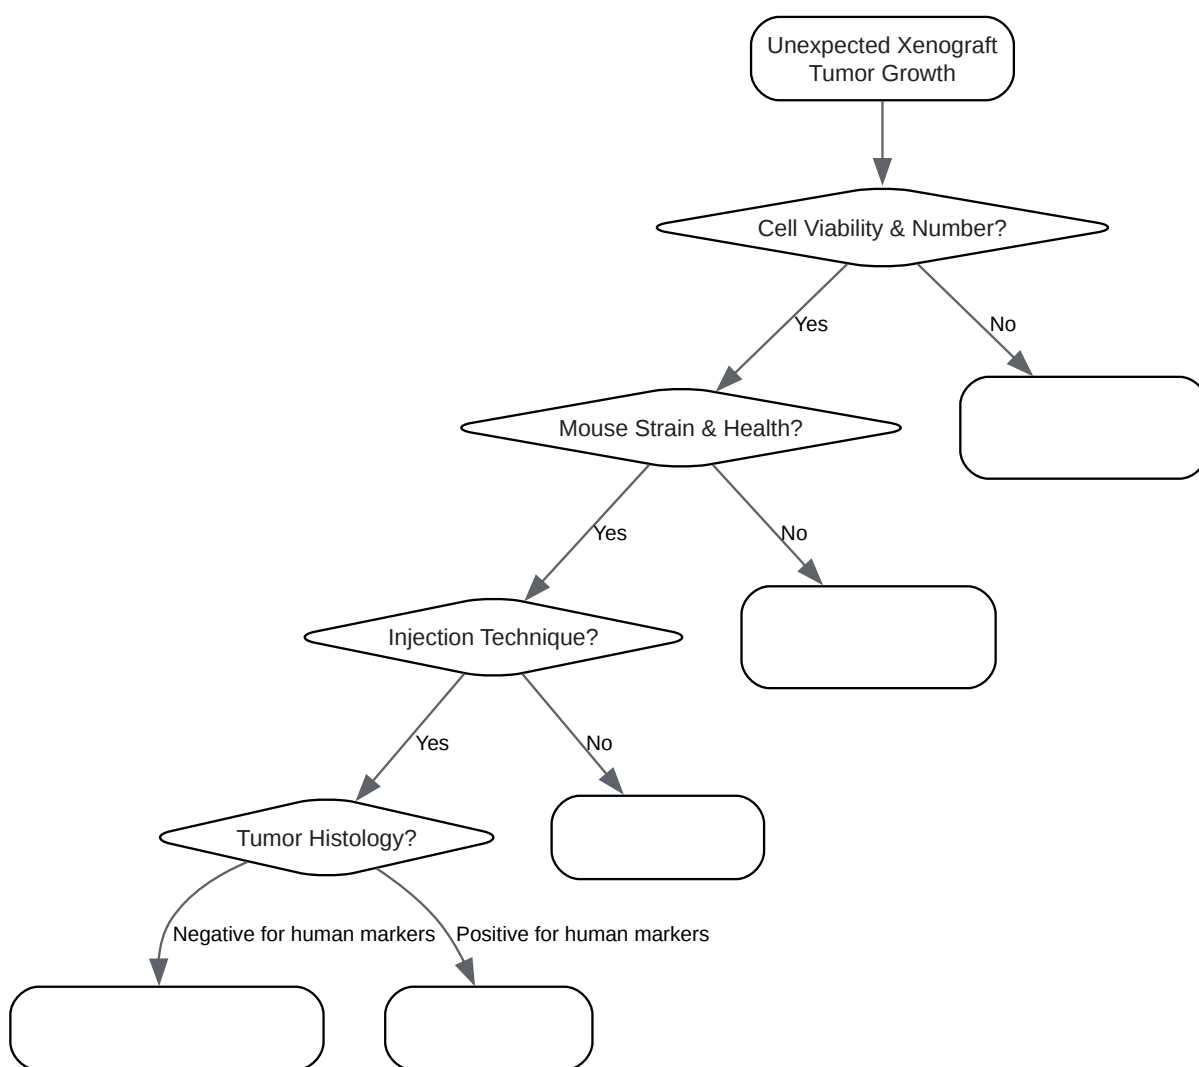 Unexpected Xenograft
Tumor Growth
Cell Viability & Number?
Yes
No
Mouse Strain & Health?
Yes
No
Injection Technique?
Yes
No
Tumor Histology?
Negative for human markers
Positive for human markers